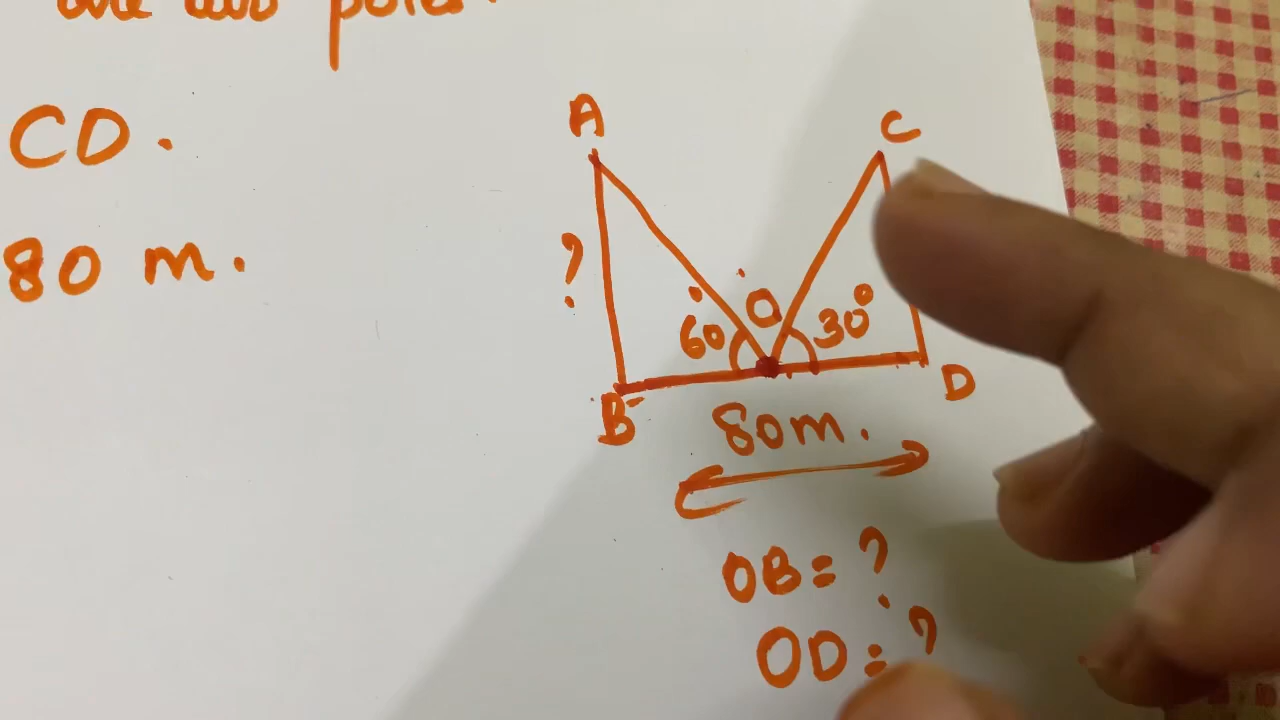 CD.
80 m.
A
C
?
60
O
30°
B
D
80m.
OB = ?
OD = ?